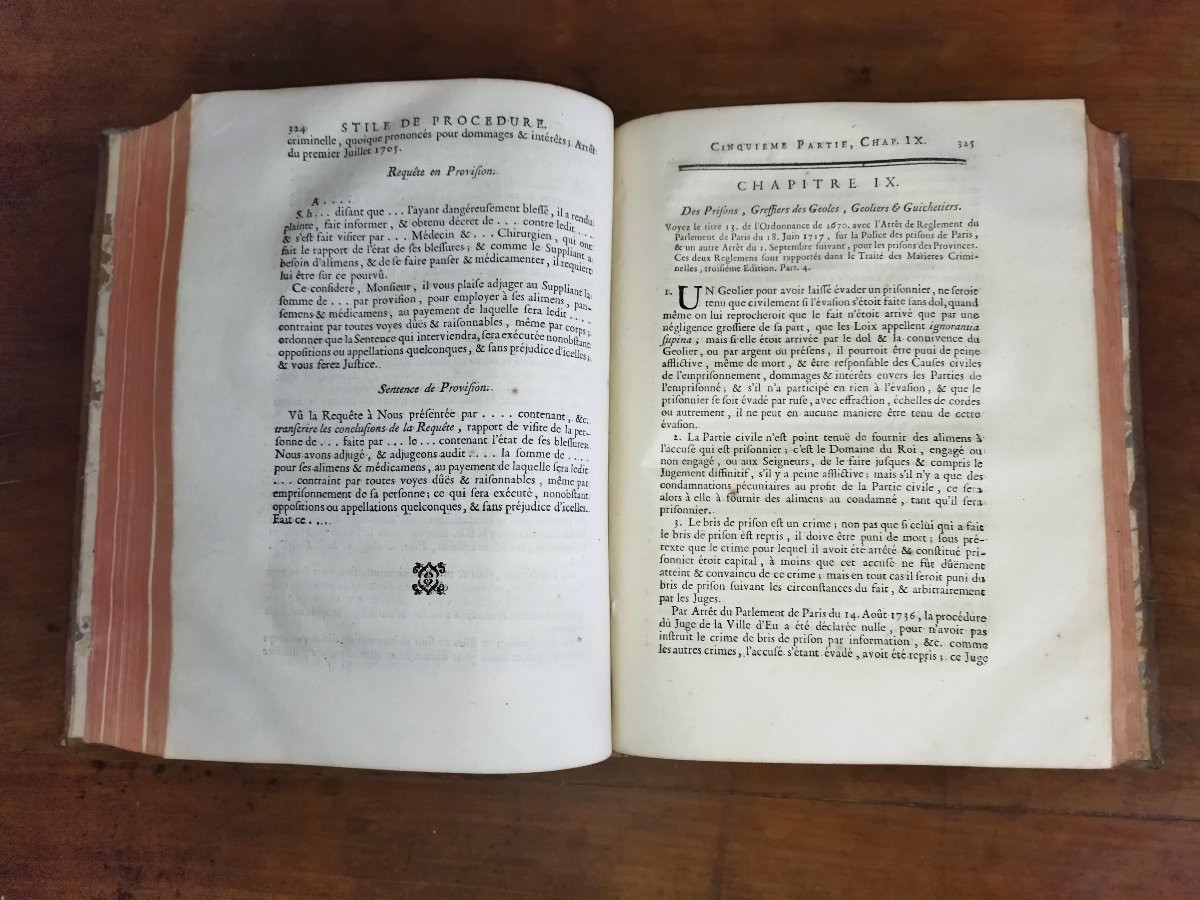 324 STILE DE PROCEDURE.
criminelle, quoique prononcés pour dommages & intérêts; Arrêt
du premier Juillet 1705.
Requête en Provision.
A . . . .
S. h . . . disant que . . . l'ayant dangéreusement blessé, il a rendu
plainte, fait informer, & obtenu décret de . . . contre ledit . . . .
& s'est fait visiter par . . . Médecin & . . . Chirurgien, qui ont
fait le rapport de l'état de ses blessures; & comme le Suppliant a
besoin d'alimens, & de se faire panser & médicamenter, il requiert
lui être sur ce pourvû.
Ce consideré, Monsieur, il vous plaise adjuger au Suppliant la
somme de . . . par provision, pour employer à ses alimens, pan-
semens & médicamens, au payement de laquelle sera ledit . . . .
contraint par toutes voyes dûës & raisonnables, même par corps;
ordonner que la Sentence qui interviendra, sera exécutée nonobstant
oppositions ou appellations quelconques, & sans préjudice d'icelles;
& vous ferez Justice.
Sentence de Provision.
Vû la Requête à Nous présenrée par . . . . contenant, &c.
transcrire les conclusions de la Requête, rapport de visite de la per-
sonne de . . . faite par . . . le . . . contenant l'état de ses blessures.
Nous avons adjugé, & adjugeons audit . . . . la somme de . . . .
pour ses alimens & médicamens, au payement de laquelle sera ledit
. . . . contraint par toutes voyes dûës & raisonnables, même par
emprisonnement de sa personne; ce qui sera exécuté, nonobstant
oppositions ou appellations quelconques, & sans préjudice d'icelles.
Fait ce . . . .
CINQUIEME PARTIE, CHAP. IX. 325
CHAPITRE IX.
Des Prisons, Greffiers des Geoles, Geoliers & Guichetiers.
Voyez le titre 13. de l'Ordonnance de 1670. avec l'Arrêt de Reglement du
Parlement de Paris du 18. Juin 1717, sur la Police des prisons de Paris,
& un autre Arrêt du 1. Septembre suivant, pour les prisons des Provinces.
Ces deux Reglemens sont rapportés dans le Traité des Matieres Crimi-
nelles, troisiéme Edition. Part. 4.
1. UN Geolier pour avoir laissé évader un prisonnier, ne seroit
tenu que civilement si l'évasion s'étoit faite sans dol, quand
même on lui reprocheroit que le fait n'étoit arrivé que par une
négligence grossiere de sa part, que les Loix appellent ignorantia
supina; mais si elle étoit arrivée par le dol & la connivence du
Geolier, ou par argent ou présens, il pourroit être puni de peine
afflictive, même de mort, & être responsable des Causes civiles
de l'emprisonnement, dommages & intérêts envers les Parties de
l'emprisonné; & s'il n'a participé en rien à l'évasion, & que le
prisonnier se soit évadé par ruse, avec effraction, échelles de cordes
ou autrement, il ne peut en aucune maniere être tenu de cette
évasion.
2. La Partie civile n'est point tenuë de fournir des alimens à
l'accusé qui est prisonnier; c'est le Domaine du Roi, engagé ou
non engagé, ou aux Seigneurs, de le faire jusques & compris le
Jugement diffinitif, s'il y a peine afflictive; mais s'il n'y a que des
condamnations pécuniaires au profit de la Partie civile, ce sera
alors à elle à fournir des alimens au condamné, tant qu'il sera
prisonnier.
3. Le bris de prison est un crime; non pas que si celui qui a fait
le bris de prison est repris, il doive être puni de mort; sous pré-
texte que le crime pour lequel il avoit été arrêté & constitué pri-
sonnier étoit capital, à moins que cet accusé ne fût dûëment
atteint & convaincu de ce crime; mais en tout cas il seroit puni du
bris de prison suivant les circonstances du fait, & arbitrairement
par les Juges.
Par Arrêt du Parlement de Paris du 14. Août 1736, la procédure
du Juge de la Ville d'Eu a été déclarée nulle, pour n'avoir pas
instruit le crime de bris de prison par information, &c. comme
les autres crimes, l'accusé s'étant évadé, avoit été repris; ce Juge